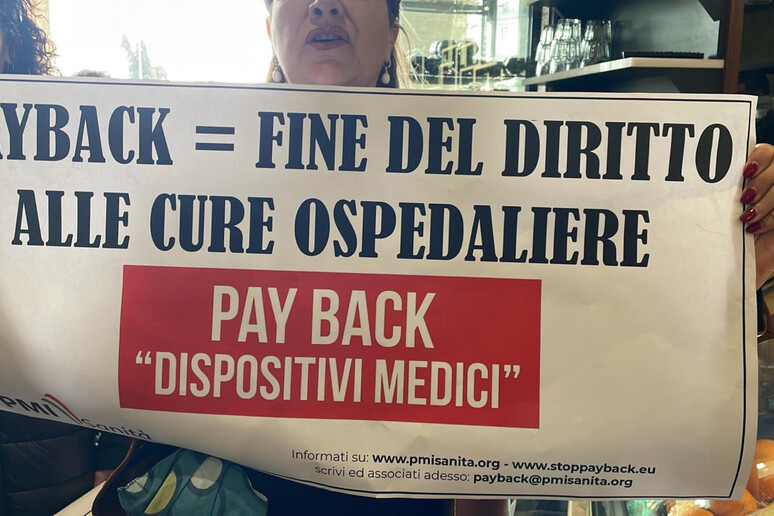 AYBACK = FINE DEL DIRITTO
ALLE CURE OSPEDALIERE
PAY BACK
"DISPOSITIVI MEDICI"
PMI
Sanità
Informati su: www.pmisanita.org - www.stoppayback.eu
scrivi ed associati adesso: payback@pmisanita.org